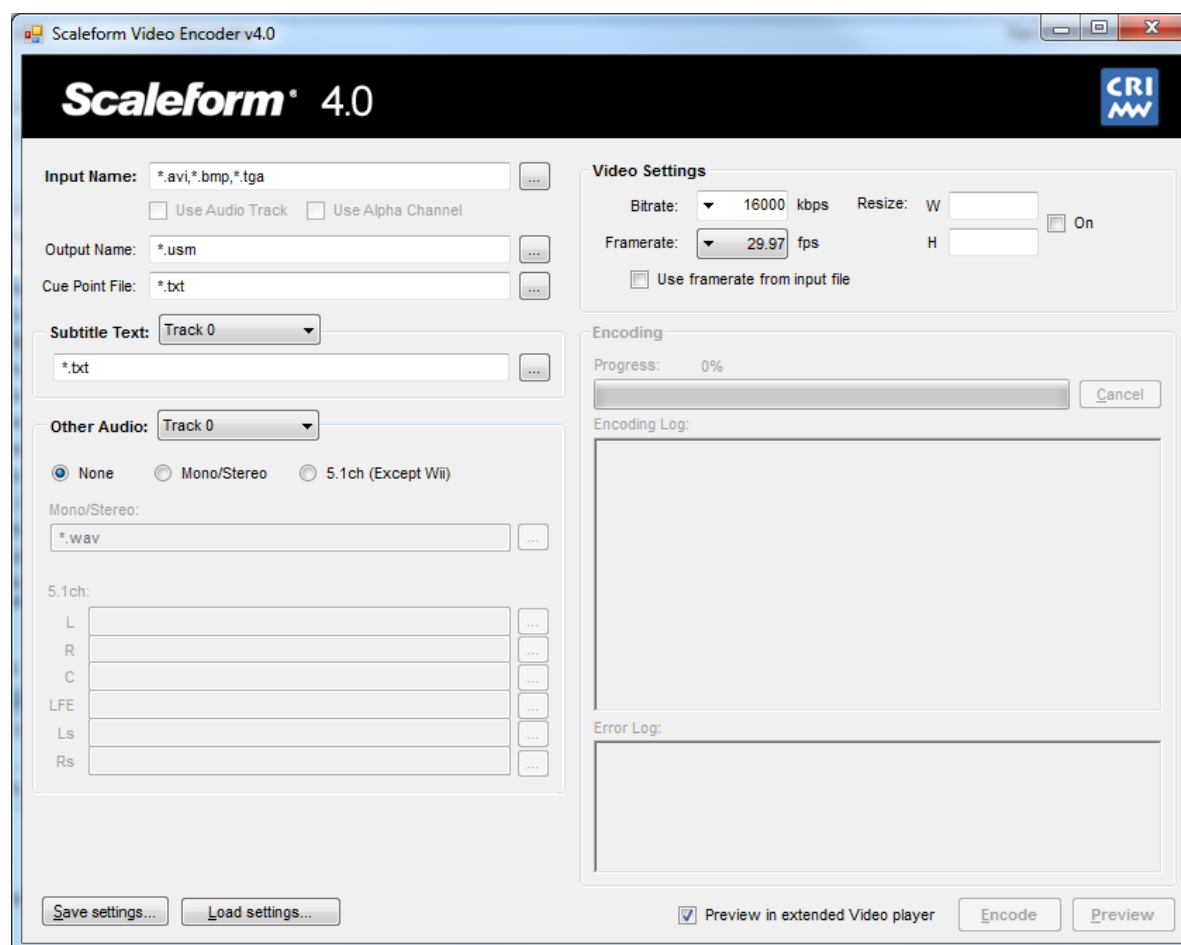 Scaleform Video Encoder v4.0
Scaleform® 4.0
CRI
MW
Input Name: *.avi,*.bmp,*.tga ...
Use Audio Track Use Alpha Channel
Output Name: *.usm ...
Cue Point File: *.txt ...
Subtitle Text: Track 0
*.txt ...
Other Audio: Track 0
None Mono/Stereo 5.1ch (Except Wii)
Mono/Stereo:
*.wav ...
5.1ch:
L ...
R ...
C ...
LFE ...
Ls ...
Rs ...
Save settings... Load settings...
Video Settings
Bitrate: 16000 kbps Resize: W
On
Framerate: 29.97 fps H
Use framerate from input file
Encoding
Progress: 0%
Cancel
Encoding Log:
Error Log:
Preview in extended Video player Encode Preview